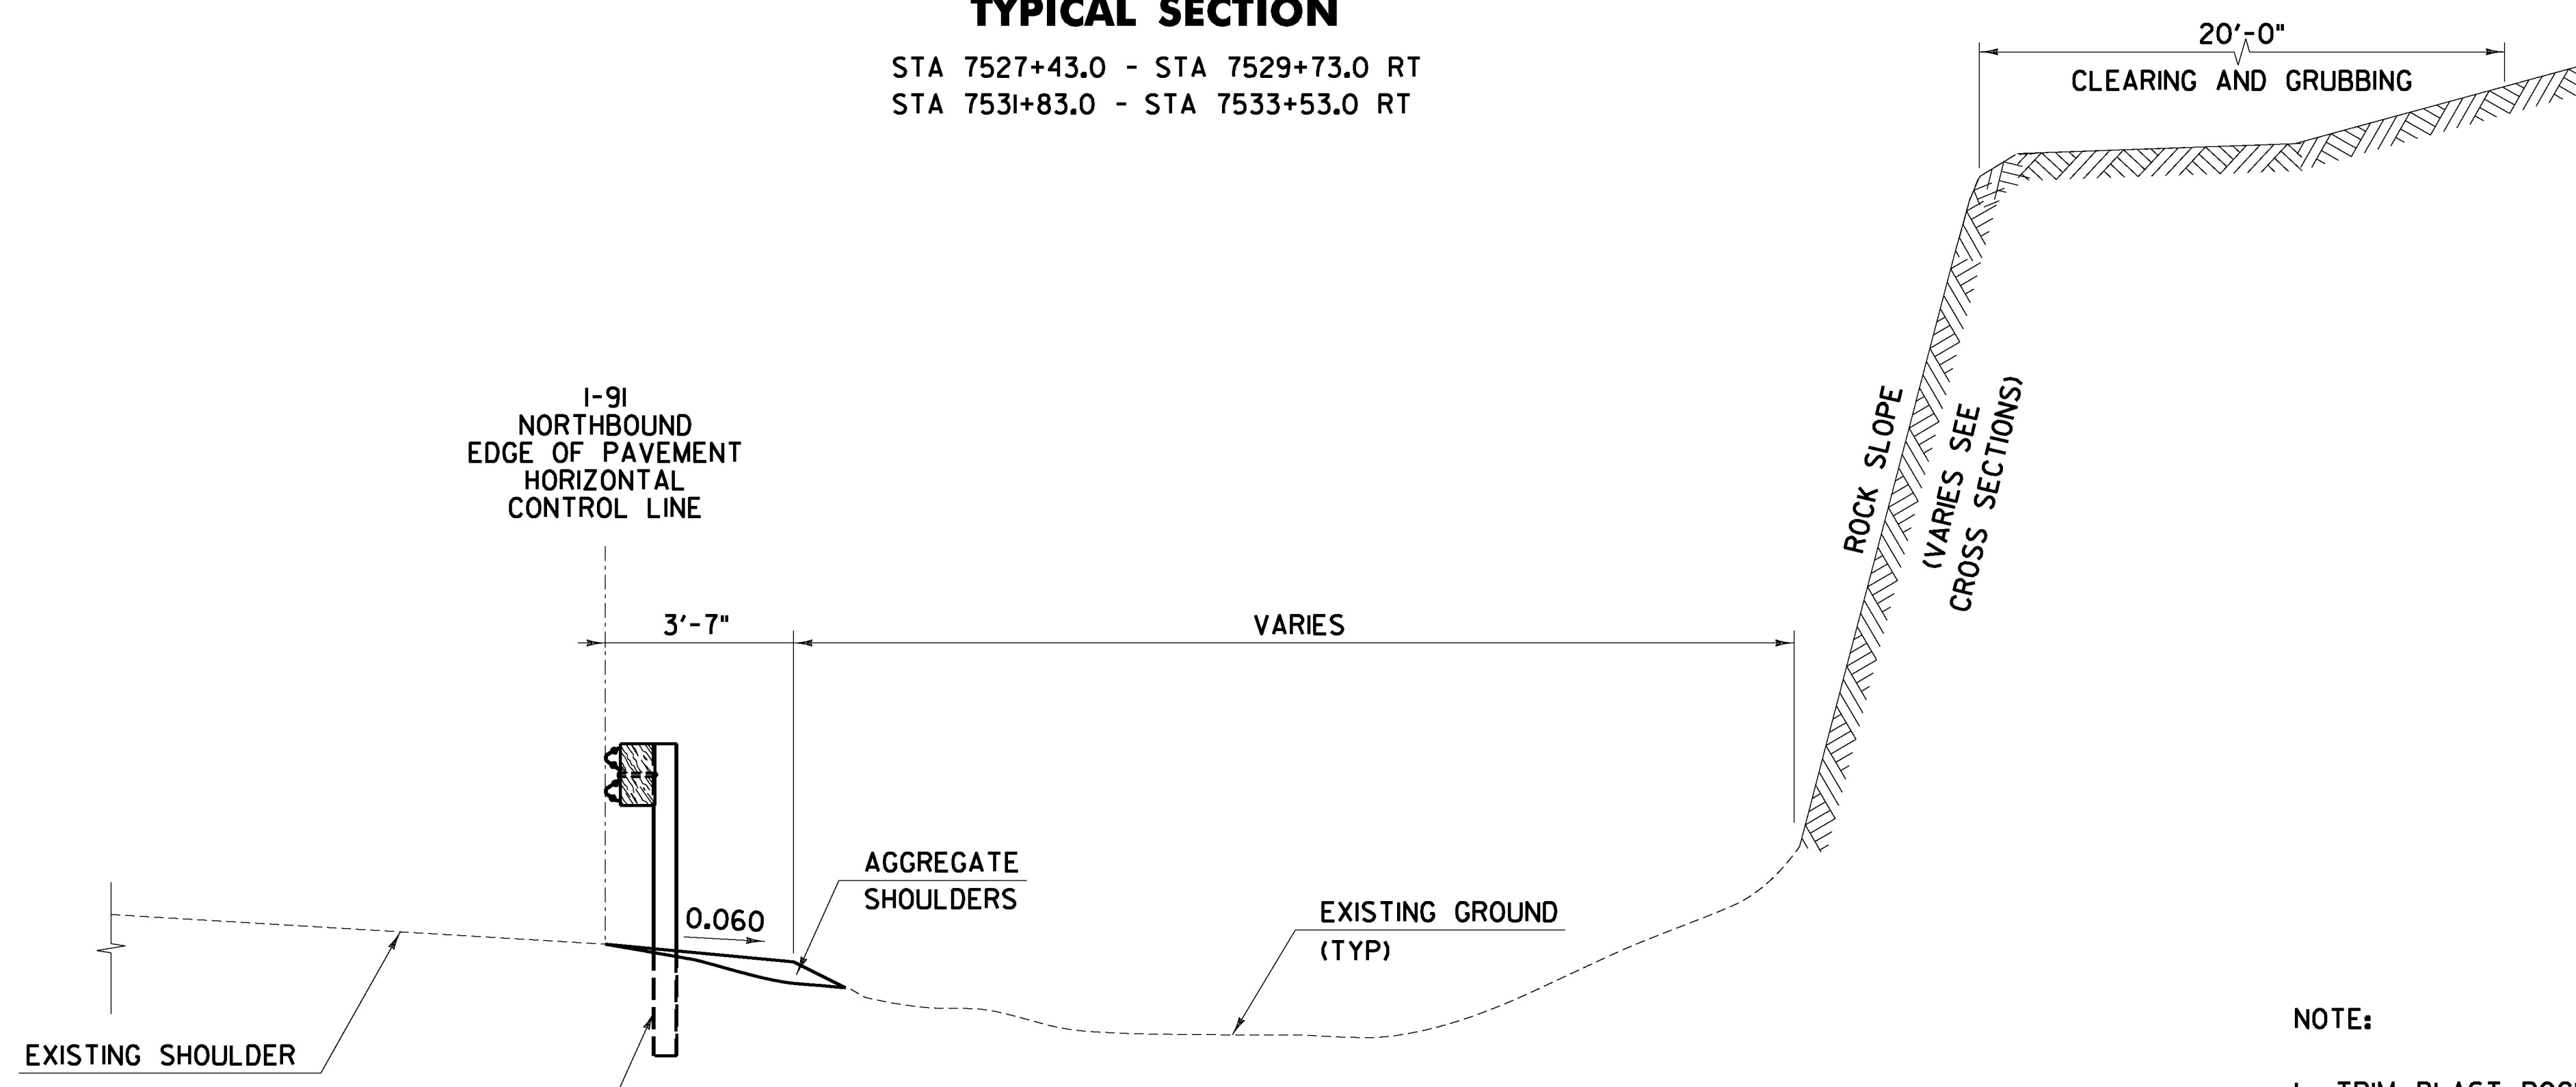 TYPICAL SECTION
STA 7527+43.0 - STA 7529+73.0 RT
STA 7531+83.0 - STA 7533+53.0 RT
20'-0"
CLEARING AND GRUBBING
I-91
NORTHBOUND
EDGE OF PAVEMENT
HORIZONTAL
CONTROL LINE
ROCK SLOPE
(VARIES SEE
CROSS SECTIONS)
3'-7"
VARIES
AGGREGATE
SHOULDERS
0.060
EXISTING GROUND
(TYP)
EXISTING SHOULDER
NOTE: